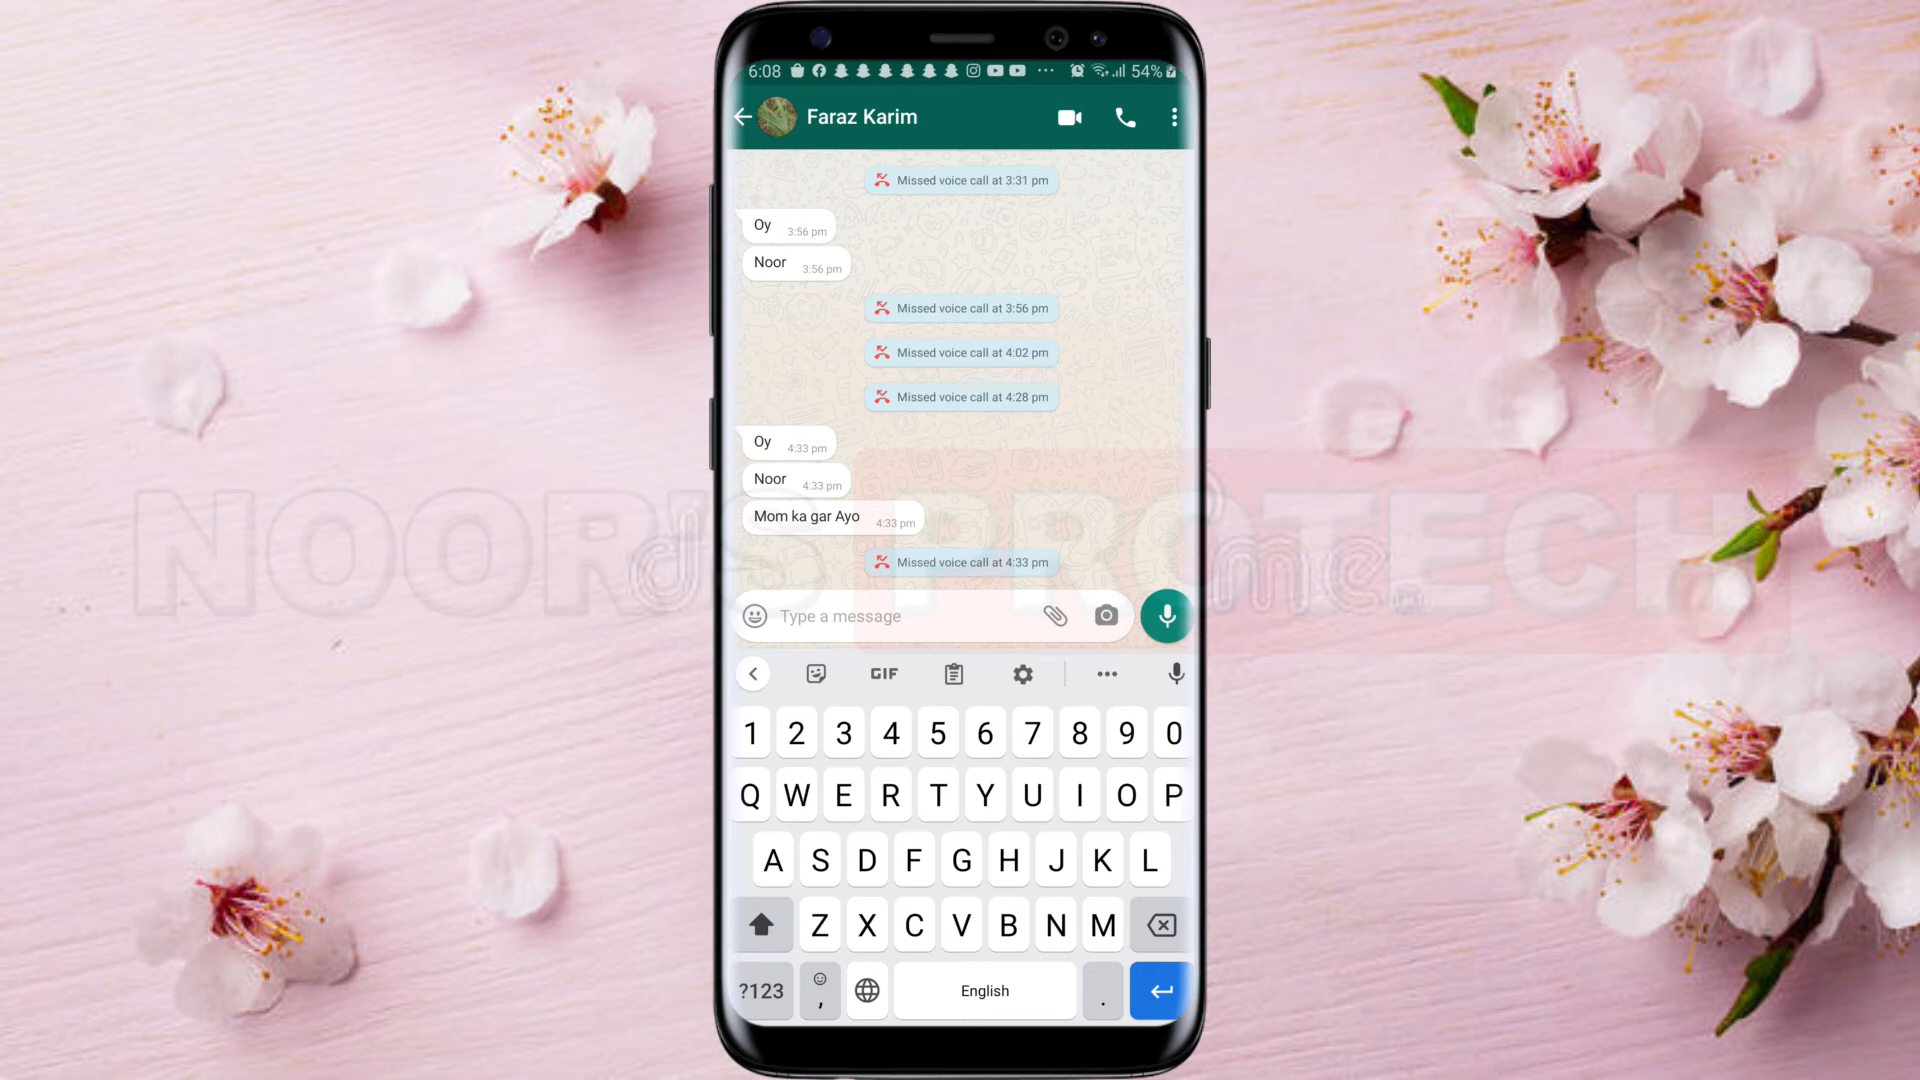 6:08
54%
Faraz Karim
Missed voice call at 3:31 pm
Oy 3:56 pm
Noor 3:56 pm
Missed voice call at 3:56 pm
Missed voice call at 4:02 pm
Missed voice call at 4:28 pm
Oy 4:33 pm
Noor 4:33 pm
Mom ka gar Ayo 4:33 pm
Missed voice call at 4:33 pm
NOOR'S PROTECH
Type a message
GIF
1 2 3 4 5 6 7 8 9 0
Q W E R T Y U I O P
A S D F G H J K L
Z X C V B N M
?123 , English .